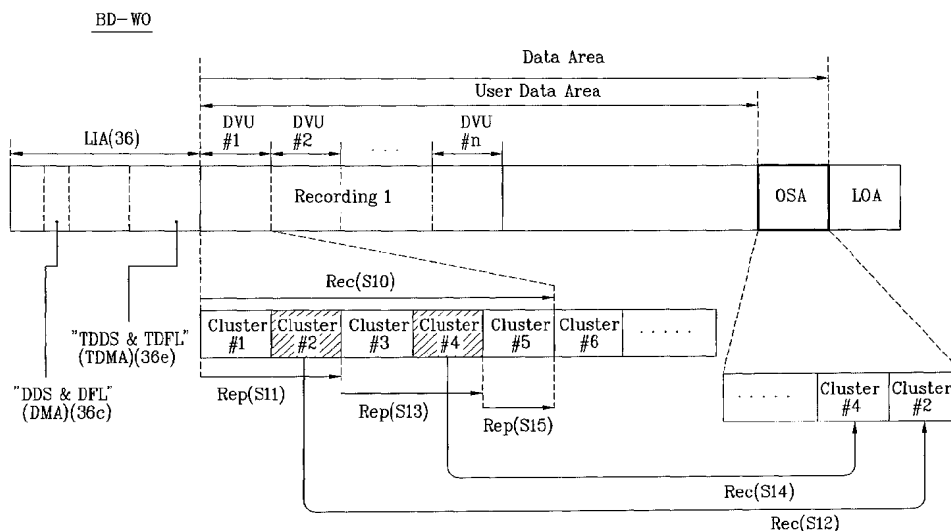 BD-WO
Data Area
User Data Area
LIA(36)
DVU #1
DVU #2
. . . .
DVU #n
Recording 1
OSA
LOA
Rec(S10)
"TDDS & TDFL"
(TDMA)(36e)
"DDS & DFL"
(DMA)(36c)
Cluster #1
Cluster #2
Cluster #3
Cluster #4
Cluster #5
Cluster #6
. . . . .
Rep(S11)
Rep(S13)
Rep(S15)
. . . . .
Cluster #4
Cluster #2
Rec(S14)
Rec(S12)